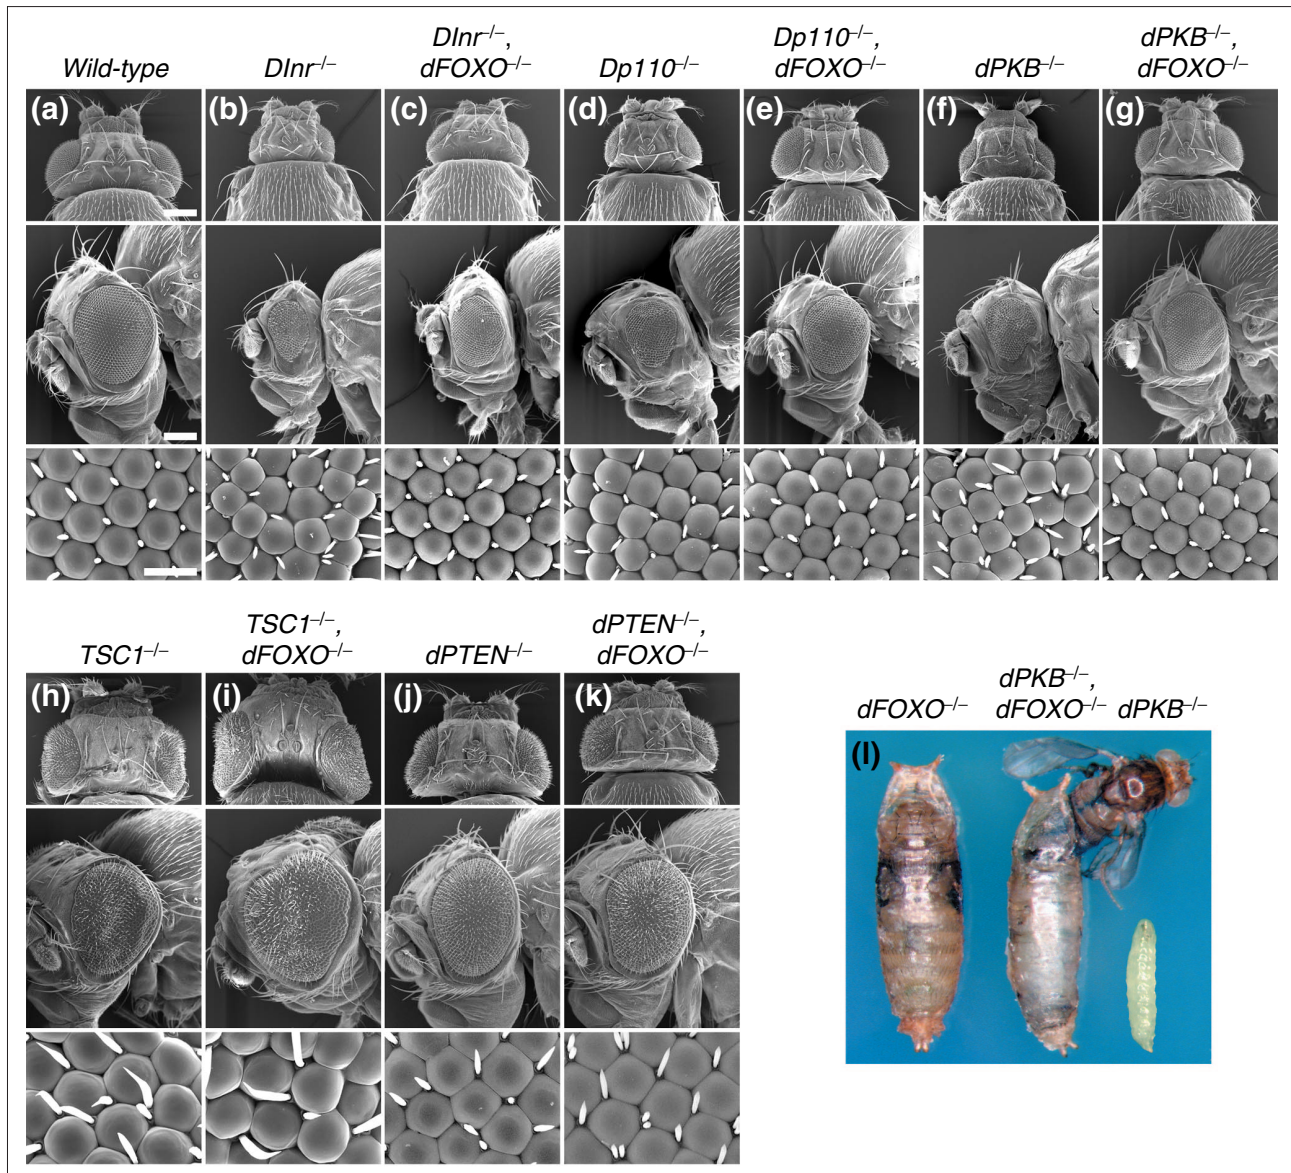 Wild-type
DInr⁻/⁻
DInr⁻/⁻,
dFOXO⁻/⁻
Dp110⁻/⁻
Dp110⁻/⁻,
dFOXO⁻/⁻
dPKB⁻/⁻
dPKB⁻/⁻,
dFOXO⁻/⁻
(a)
(b)
(c)
(d)
(e)
(f)
(g)
TSC1⁻/⁻
TSC1⁻/⁻,
dFOXO⁻/⁻
dPTEN⁻/⁻
dPTEN⁻/⁻,
dFOXO⁻/⁻
(h)
(i)
(j)
(k)
dFOXO⁻/⁻
dPKB⁻/⁻,
dFOXO⁻/⁻
dPKB⁻/⁻
(l)